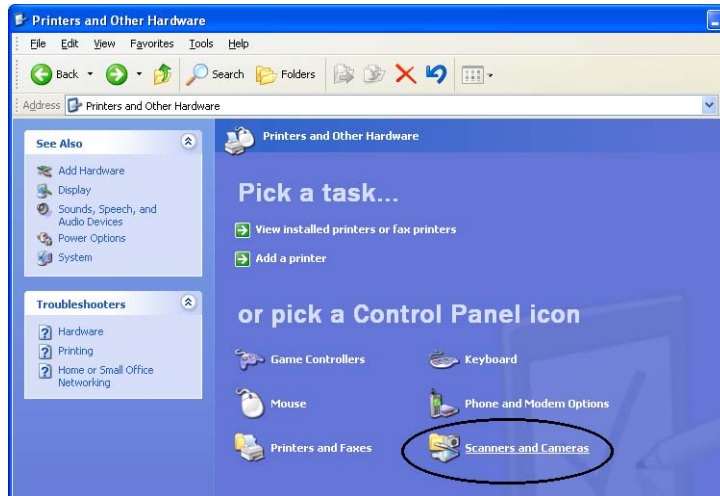 Printers and Other Hardware
File Edit View Favorites Tools Help
Back Search Folders
Address Printers and Other Hardware
See Also
Add Hardware
Display
Sounds, Speech, and
Audio Devices
Power Options
System
Troubleshooters
Hardware
Printing
Home or Small Office
Networking
Printers and Other Hardware
Pick a task...
View installed printers or fax printers
Add a printer
or pick a Control Panel icon
Game Controllers Keyboard
Mouse Phone and Modem Options
Printers and Faxes Scanners and Cameras